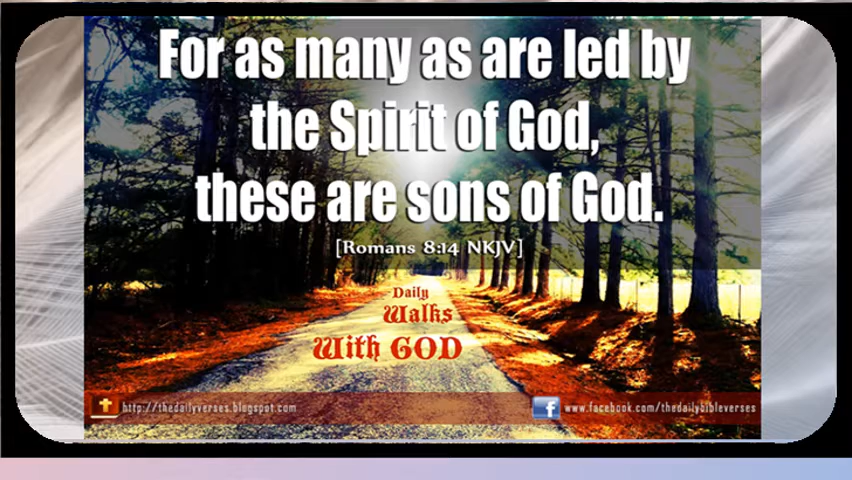 For as many as are led by
the Spirit of God,
these are sons of God.
[Romans 8:14 NKJV]
Daily
Walks
With GOD
http://thedailyverses.blogspot.com
www.facebook.com/thedailybibleverses